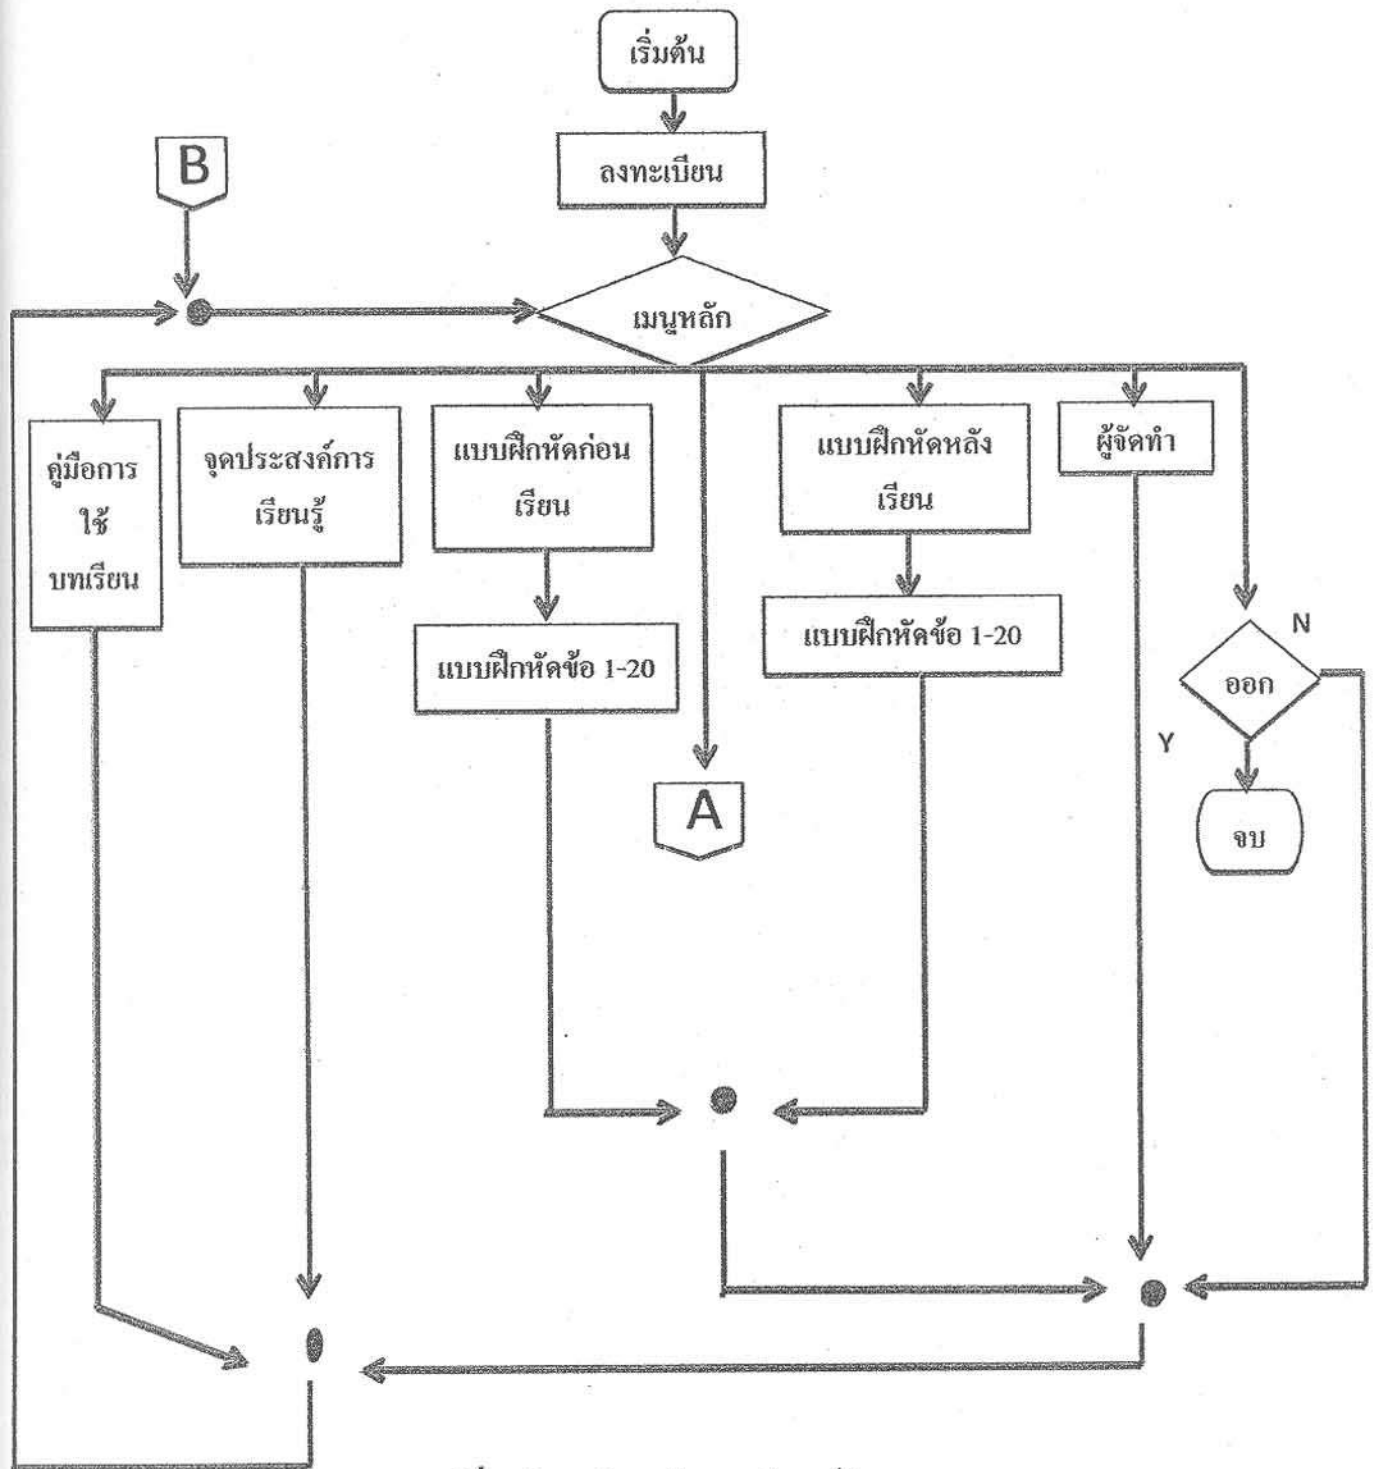 เริ่มต้น
ลงทะเบียน
B
เมนูหลัก
คู่มือการ
ใช้
บทเรียน
จุดประสงค์การ
เรียนรู้
แบบฝึกหัดก่อน
เรียน
แบบฝึกหัดหลัง
เรียน
ผู้จัดทำ
แบบฝึกหัดข้อ 1-20
แบบฝึกหัดข้อ 1-20
N
ออก
Y
A
จบ